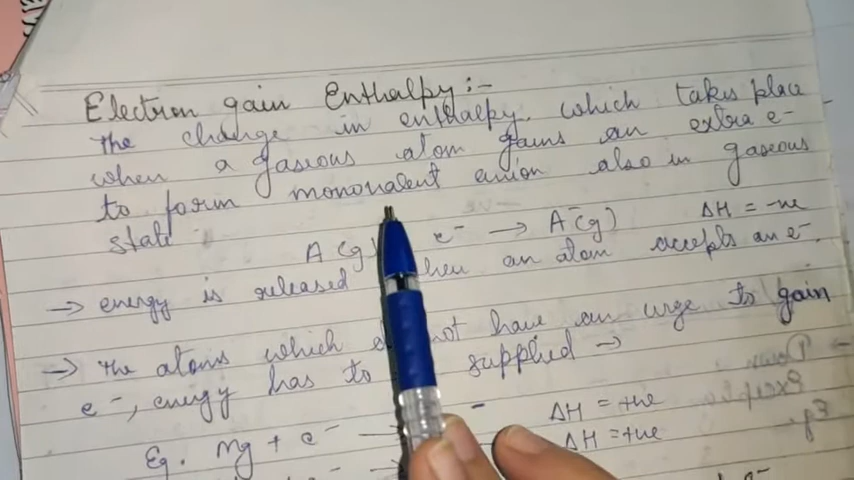 Electron gain Enthalpy :-
The change in enthalpy which takes place
when a gaseous atom gains an extra e-
to form monovalent anion also in gaseous
state
A (g) e⁻ → A⁻(g) ΔH = -ve
→ energy is released when an atom accepts an e⁻.
→ The atoms which not have an urge to gain
e⁻, energy has to supplied →
Eg. Mg + e⁻ → ΔH = +ve
ΔH = +ve